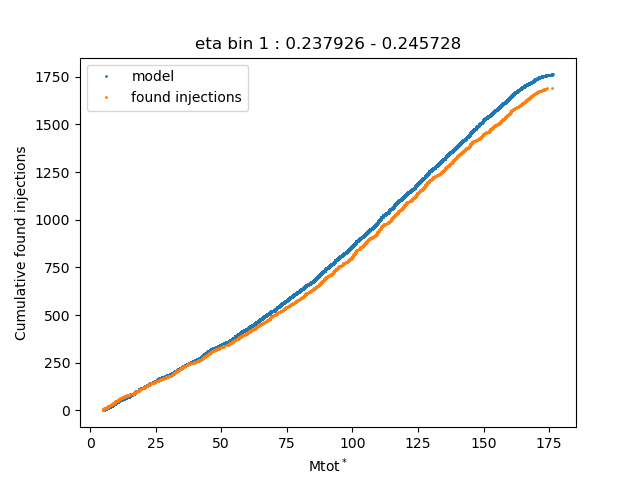 eta bin 1 : 0.237926 - 0.245728
model
found injections
Cumulative found injections
1750
1500
1250
1000
750
500
250
0
0 25 50 75 100 125 150 175
Mtot*